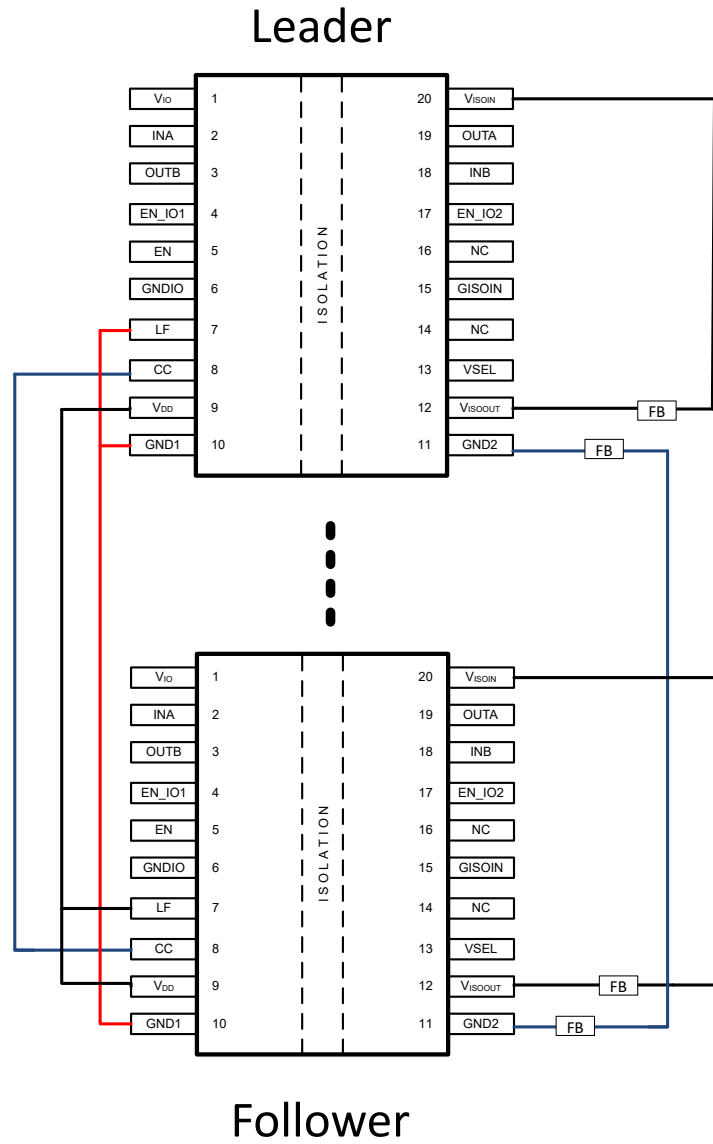 Leader
VIO 1 20 VISOIN
INA 2 19 OUTA
OUTB 3 18 INB
EN_IO1 4 17 EN_IO2
EN 5 16 NC
GNDIO 6 15 GISOIN
LF 7 14 NC
CC 8 13 VSEL
VDD 9 12 VISOOUT FB
GND1 10 11 GND2 FB
ISOLATION
VIO 1 20 VISOIN
INA 2 19 OUTA
OUTB 3 18 INB
EN_IO1 4 17 EN_IO2
EN 5 16 NC
GNDIO 6 15 GISOIN
LF 7 14 NC
CC 8 13 VSEL
VDD 9 12 VISOOUT FB
GND1 10 11 GND2 FB
ISOLATION
Follower